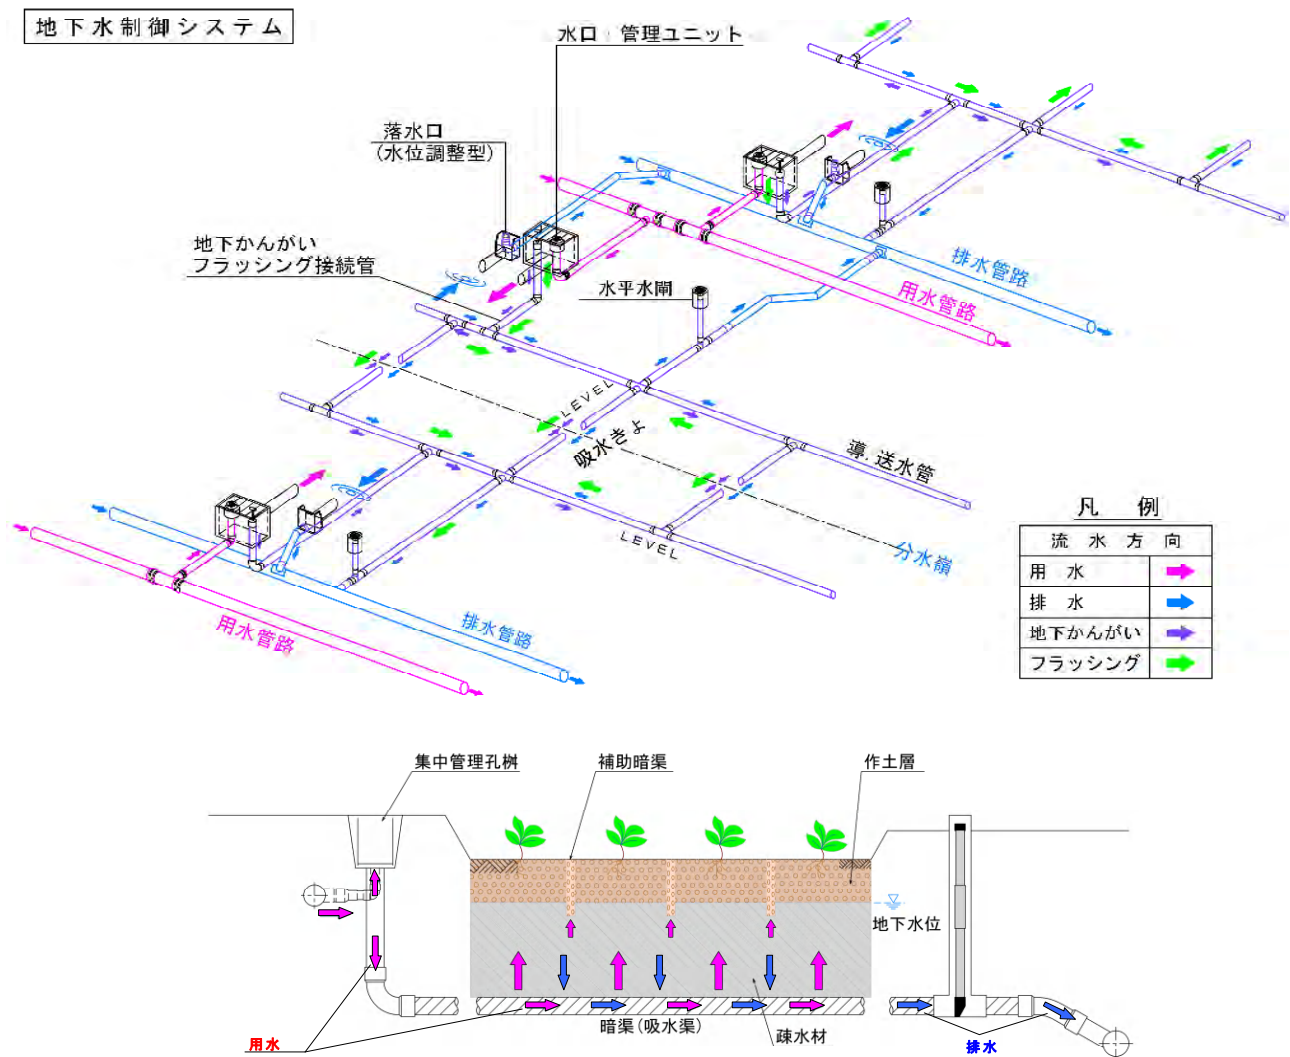 地下水制御システム
水口・管理ユニット
落水口
(水位調整型)
地下かんがい
フラッシング接続管
水平水閘
排水管路
用水管路
LEVEL
吸水きょ
導.送水管
LEVEL
分水嶺
用水管路
排水管路
凡 例
流水方向
用水
排水
地下かんがい
フラッシング
集中管理孔桝
補助暗渠
作土層
地下水位
暗渠(吸水渠)
疎水材
用水
排水